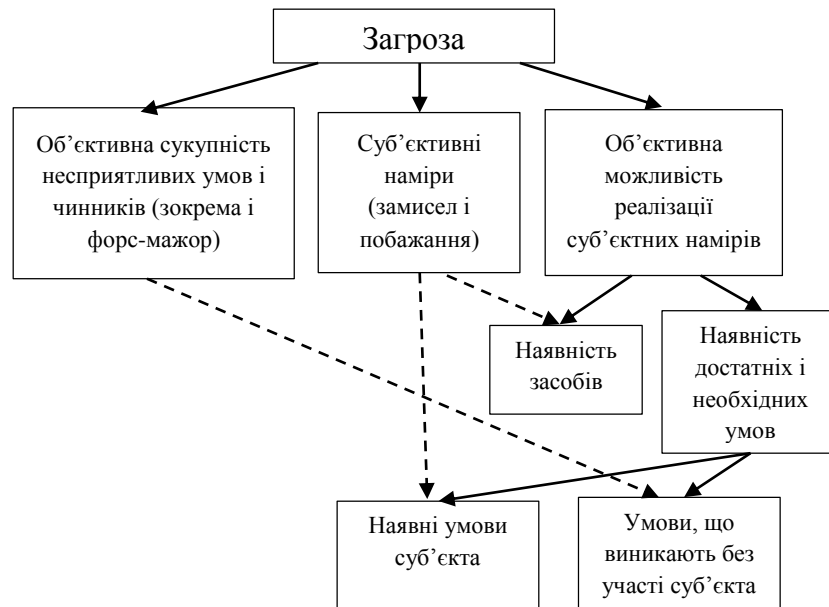 Загроза
Об’єктивна сукупність
несприятливих умов і
чинників (зокрема і
форс-мажор)
Суб’єктивні
наміри
(замисел і
побажання)
Об’єктивна
можливість
реалізації
суб’єктних намірів
Наявність
засобів
Наявність
достатніх і
необхідних
умов
Наявні умови
суб’єкта
Умови, що
виникають без
участі суб’єкта